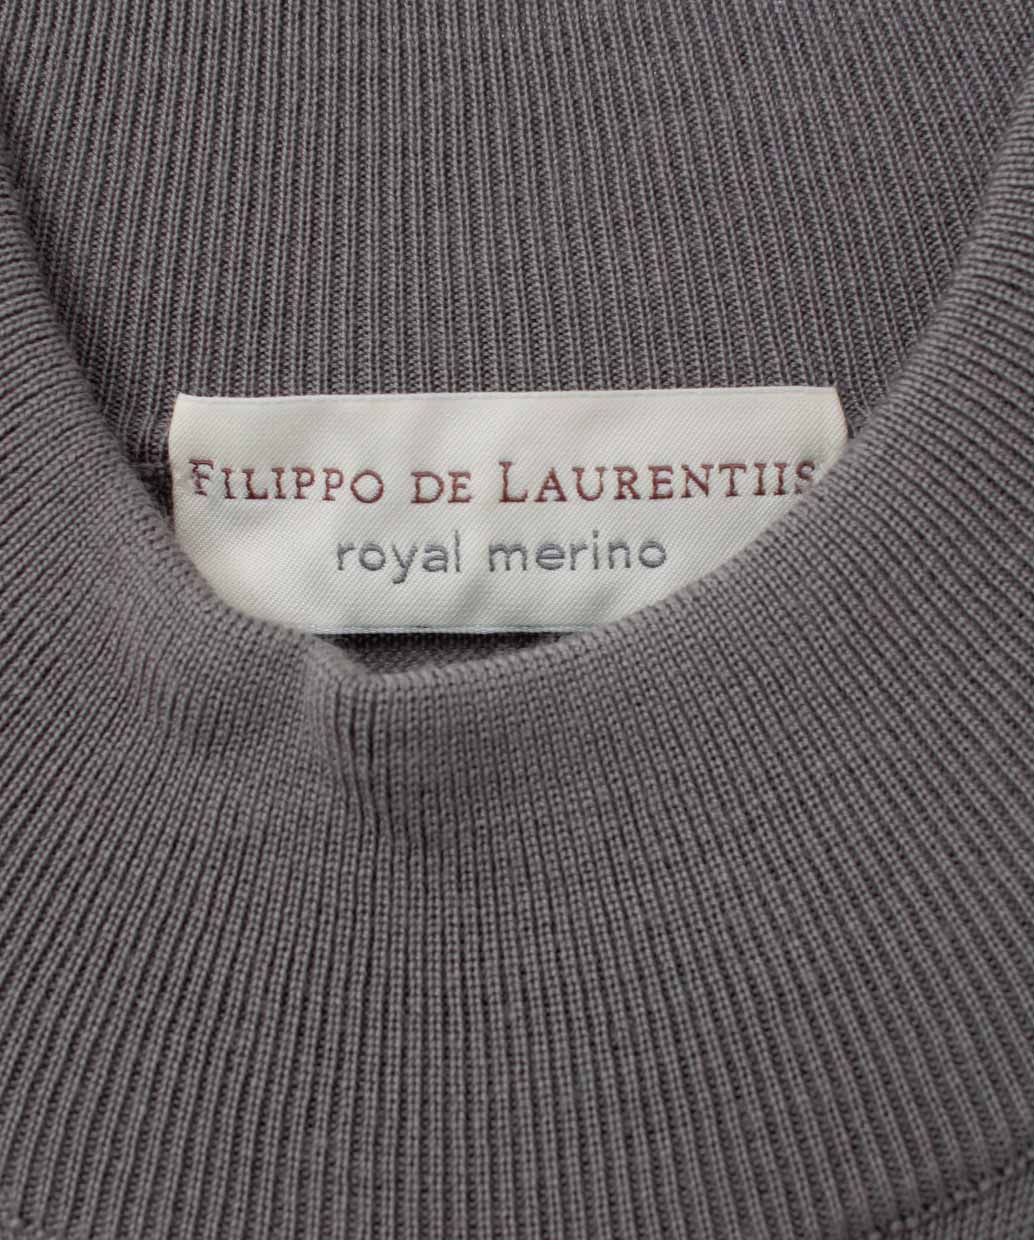 FILIPPO DE LAURENTIIS
royal merino